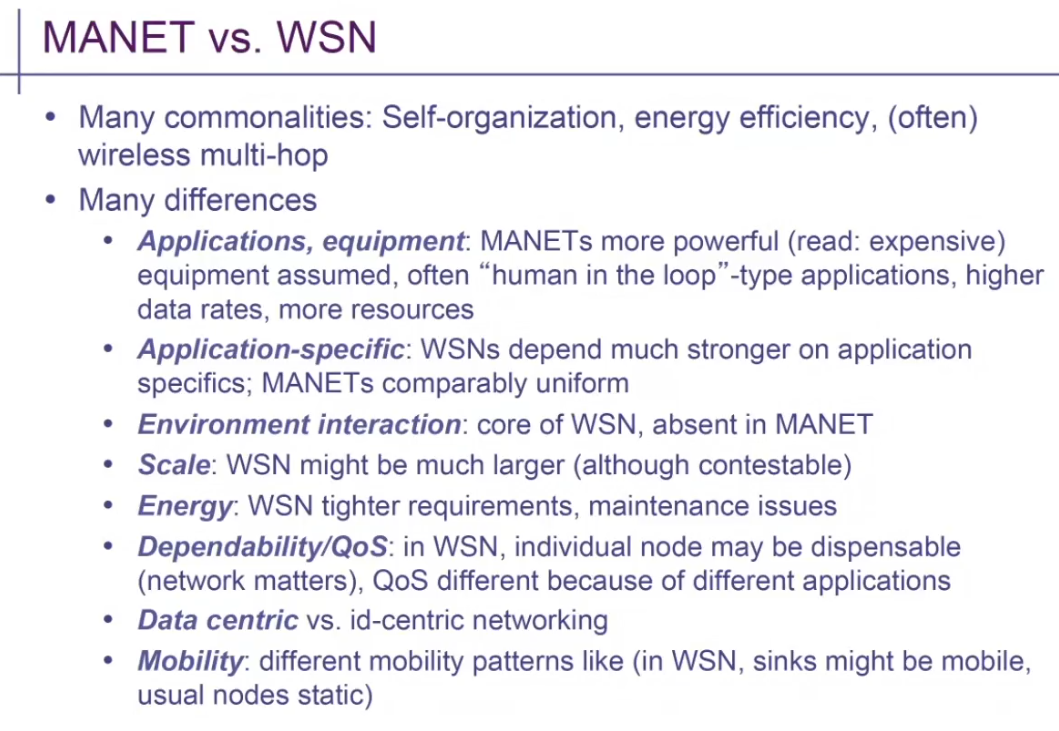 MANET vs. WSN
• Many commonalities: Self-organization, energy efficiency, (often)
wireless multi-hop
• Many differences
• Applications, equipment: MANETs more powerful (read: expensive)
equipment assumed, often “human in the loop”-type applications, higher
data rates, more resources
• Application-specific: WSNs depend much stronger on application
specifics; MANETs comparably uniform
• Environment interaction: core of WSN, absent in MANET
• Scale: WSN might be much larger (although contestable)
• Energy: WSN tighter requirements, maintenance issues
• Dependability/QoS: in WSN, individual node may be dispensable
(network matters), QoS different because of different applications
• Data centric vs. id-centric networking
• Mobility: different mobility patterns like (in WSN, sinks might be mobile,
usual nodes static)